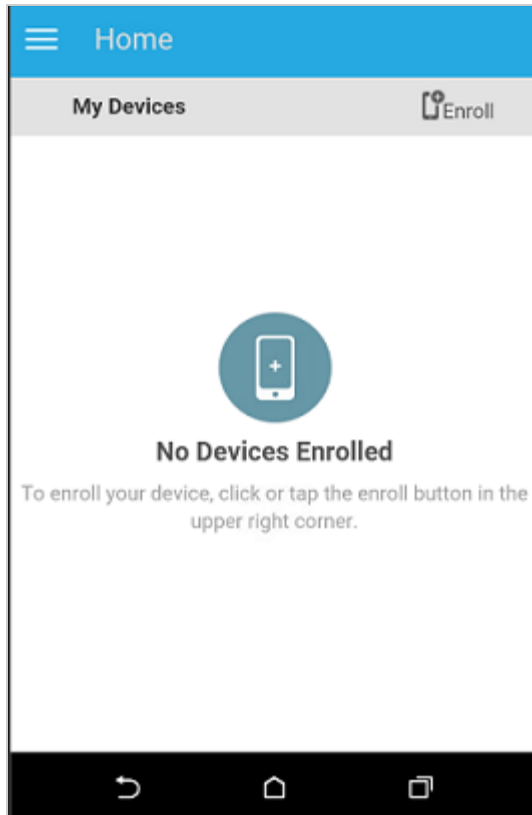 Home
My Devices
Enroll
No Devices Enrolled
To enroll your device, click or tap the enroll button in the
upper right corner.